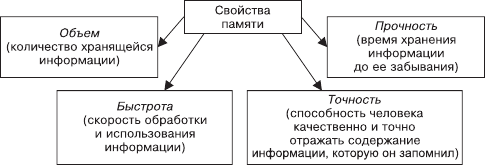 Свойства
памяти
Объем
(количество хранящейся
информации)
Прочность
(время хранения
информации
до ее забывания)
Быстрота
(скорость обработки
и использования
информации)
Точность
(способность человека
качественно и точно
отражать содержание
информации, которую он запомнил)